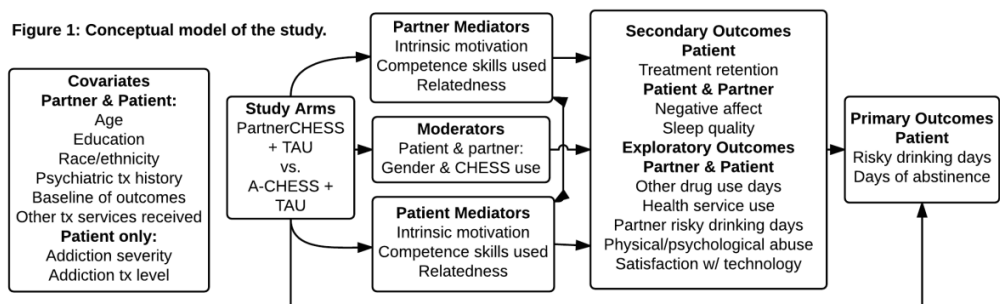 Figure 1: Conceptual model of the study.
Covariates
Partner & Patient:
Age
Education
Race/ethnicity
Psychiatric tx history
Baseline of outcomes
Other tx services received
Patient only:
Addiction severity
Addiction tx level
Study Arms
PartnerCHESS
+ TAU
vs.
A-CHESS +
TAU
Partner Mediators
Intrinsic motivation
Competence skills used
Relatedness
Moderators
Patient & partner:
Gender & CHESS use
Patient Mediators
Intrinsic motivation
Competence skills used
Relatedness
Secondary Outcomes
Patient
Treatment retention
Patient & Partner
Negative affect
Sleep quality
Exploratory Outcomes
Partner & Patient
Other drug use days
Health service use
Partner risky drinking days
Physical/psychological abuse
Satisfaction w/ technology
Primary Outcomes
Patient
Risky drinking days
Days of abstinence